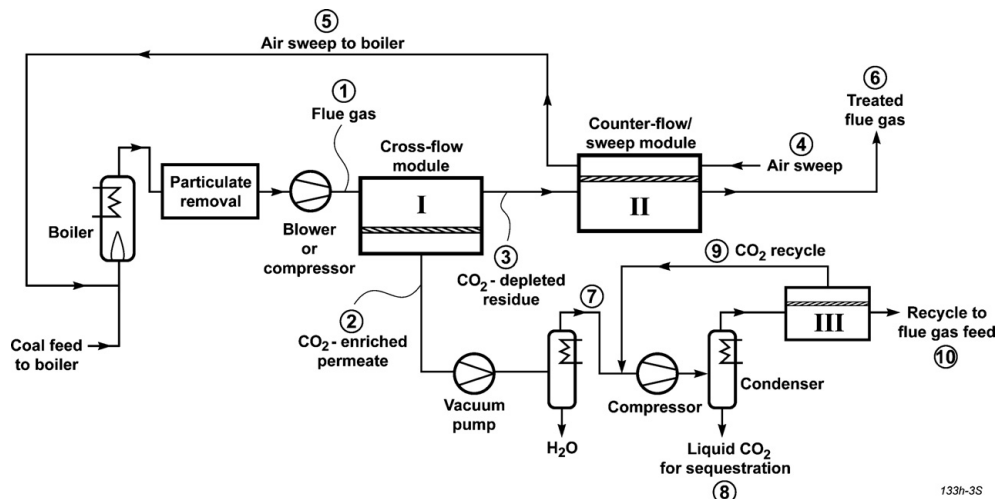 ⑤
Air sweep to boiler
①
Flue gas
Cross-flow
module
Counter-flow/
sweep module
⑥
Treated
flue gas
④
Air sweep
Particulate
removal
I
II
Boiler
Blower
or
compressor
③
CO₂ - depleted
residue
⑨ CO₂ recycle
②
CO₂ - enriched
permeate
⑦
III
Recycle to
flue gas feed
⑩
Coal feed
to boiler
Vacuum
pump
Compressor
Condenser
H₂O
Liquid CO₂
for sequestration
⑧
133h-3S